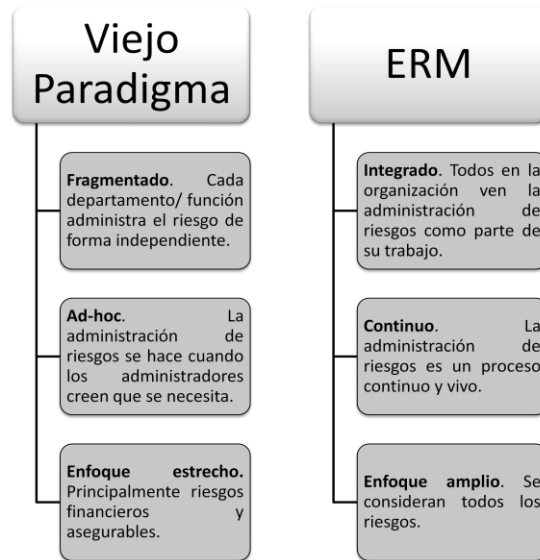 Viejo
Paradigma
Fragmentado. Cada
departamento/ función
administra el riesgo de
forma independiente.
Ad-hoc. La
administración de
riesgos se hace cuando
los administradores
creen que se necesita.
Enfoque estrecho.
Principalmente riesgos
financieros y
asegurables.
ERM
Integrado. Todos en la
organización ven la
administración de
riesgos como parte de
su trabajo.
Continuo. La
administración de
riesgos es un proceso
continuo y vivo.
Enfoque amplio. Se
consideran todos los
riesgos.